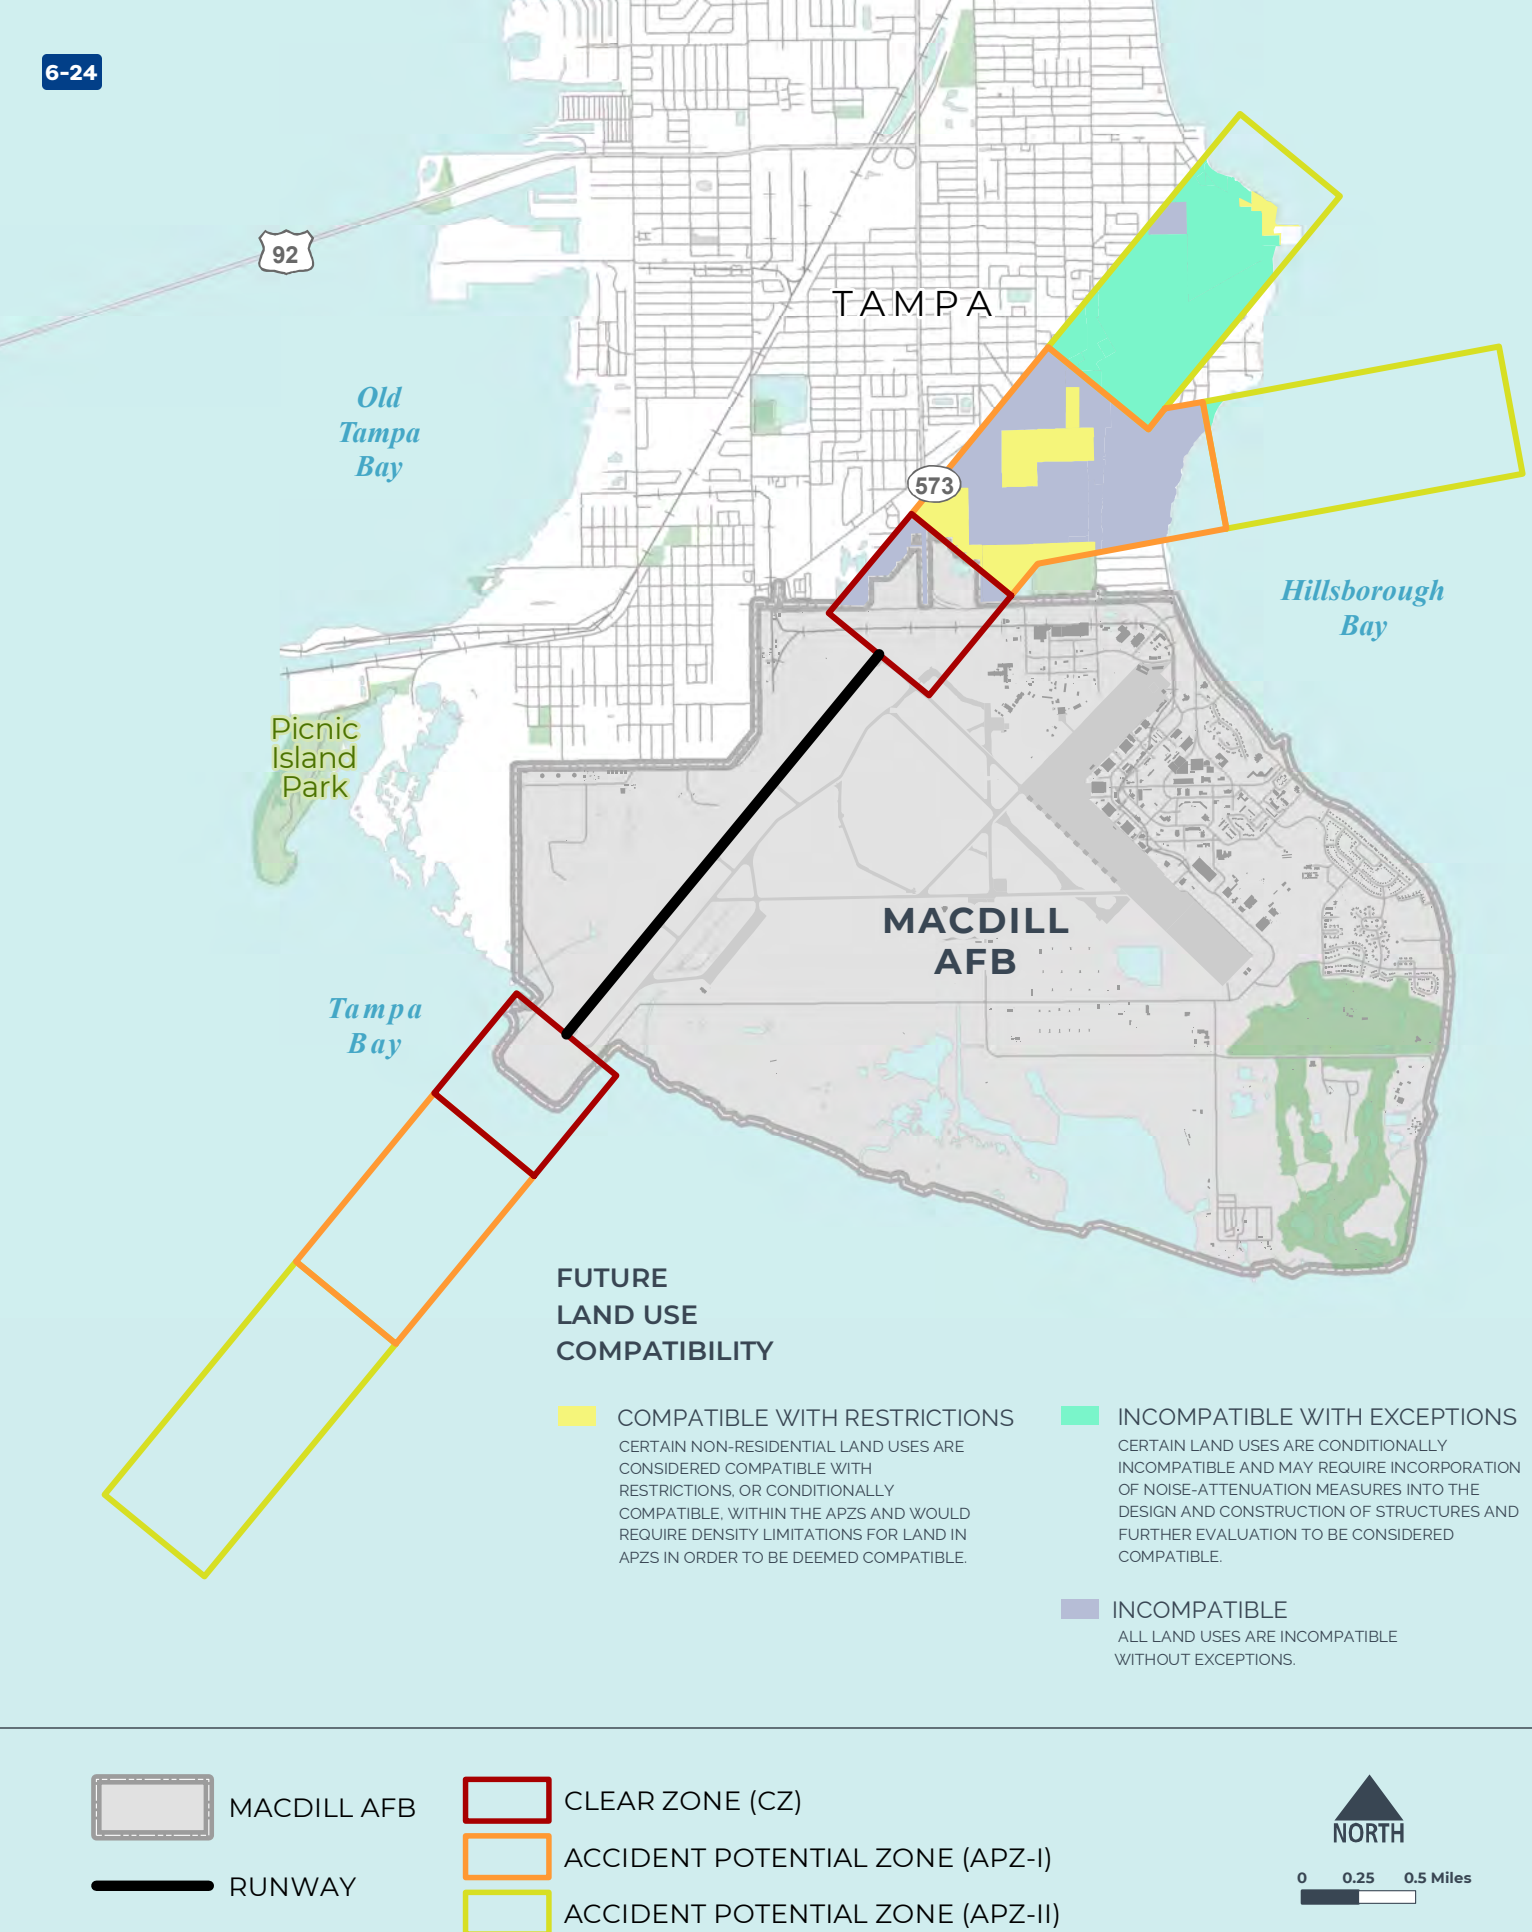 6-24
92
TAMPA
Old
Tampa
Bay
573
Hillsborough
Bay
Picnic
Island
Park
MACDILL
AFB
Tampa
Bay
FUTURE
LAND USE
COMPATIBILITY
COMPATIBLE WITH RESTRICTIONS
CERTAIN NON-RESIDENTIAL LAND USES ARE
CONSIDERED COMPATIBLE WITH
RESTRICTIONS, OR CONDITIONALLY
COMPATIBLE, WITHIN THE APZS AND WOULD
REQUIRE DENSITY LIMITATIONS FOR LAND IN
APZS IN ORDER TO BE DEEMED COMPATIBLE.
INCOMPATIBLE WITH EXCEPTIONS
CERTAIN LAND USES ARE CONDITIONALLY
INCOMPATIBLE AND MAY REQUIRE INCORPORATION
OF NOISE-ATTENUATION MEASURES INTO THE
DESIGN AND CONSTRUCTION OF STRUCTURES AND
FURTHER EVALUATION TO BE CONSIDERED
COMPATIBLE.
INCOMPATIBLE
ALL LAND USES ARE INCOMPATIBLE
WITHOUT EXCEPTIONS.
MACDILL AFB
RUNWAY
CLEAR ZONE (CZ)
ACCIDENT POTENTIAL ZONE (APZ-I)
ACCIDENT POTENTIAL ZONE (APZ-II)
NORTH
0 0.25 0.5 Miles